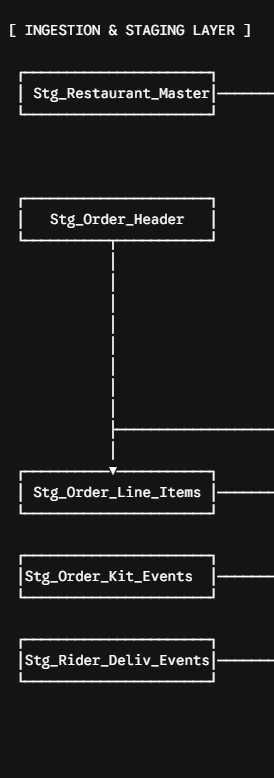 [ INGESTION & STAGING LAYER ]
Stg_Restaurant_Master
Stg_Order_Header
Stg_Order_Line_Items
Stg_Order_Kit_Events
Stg_Rider_Deliv_Events